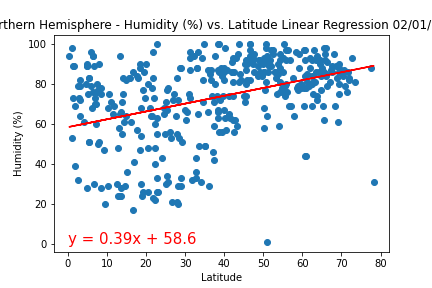 rthern Hemisphere - Humidity (%) vs. Latitude Linear Regression 02/01/
100
80
60
40
20
0
Humidity (%)
y = 0.39x + 58.6
0 10 20 30 40 50 60 70 80
Latitude